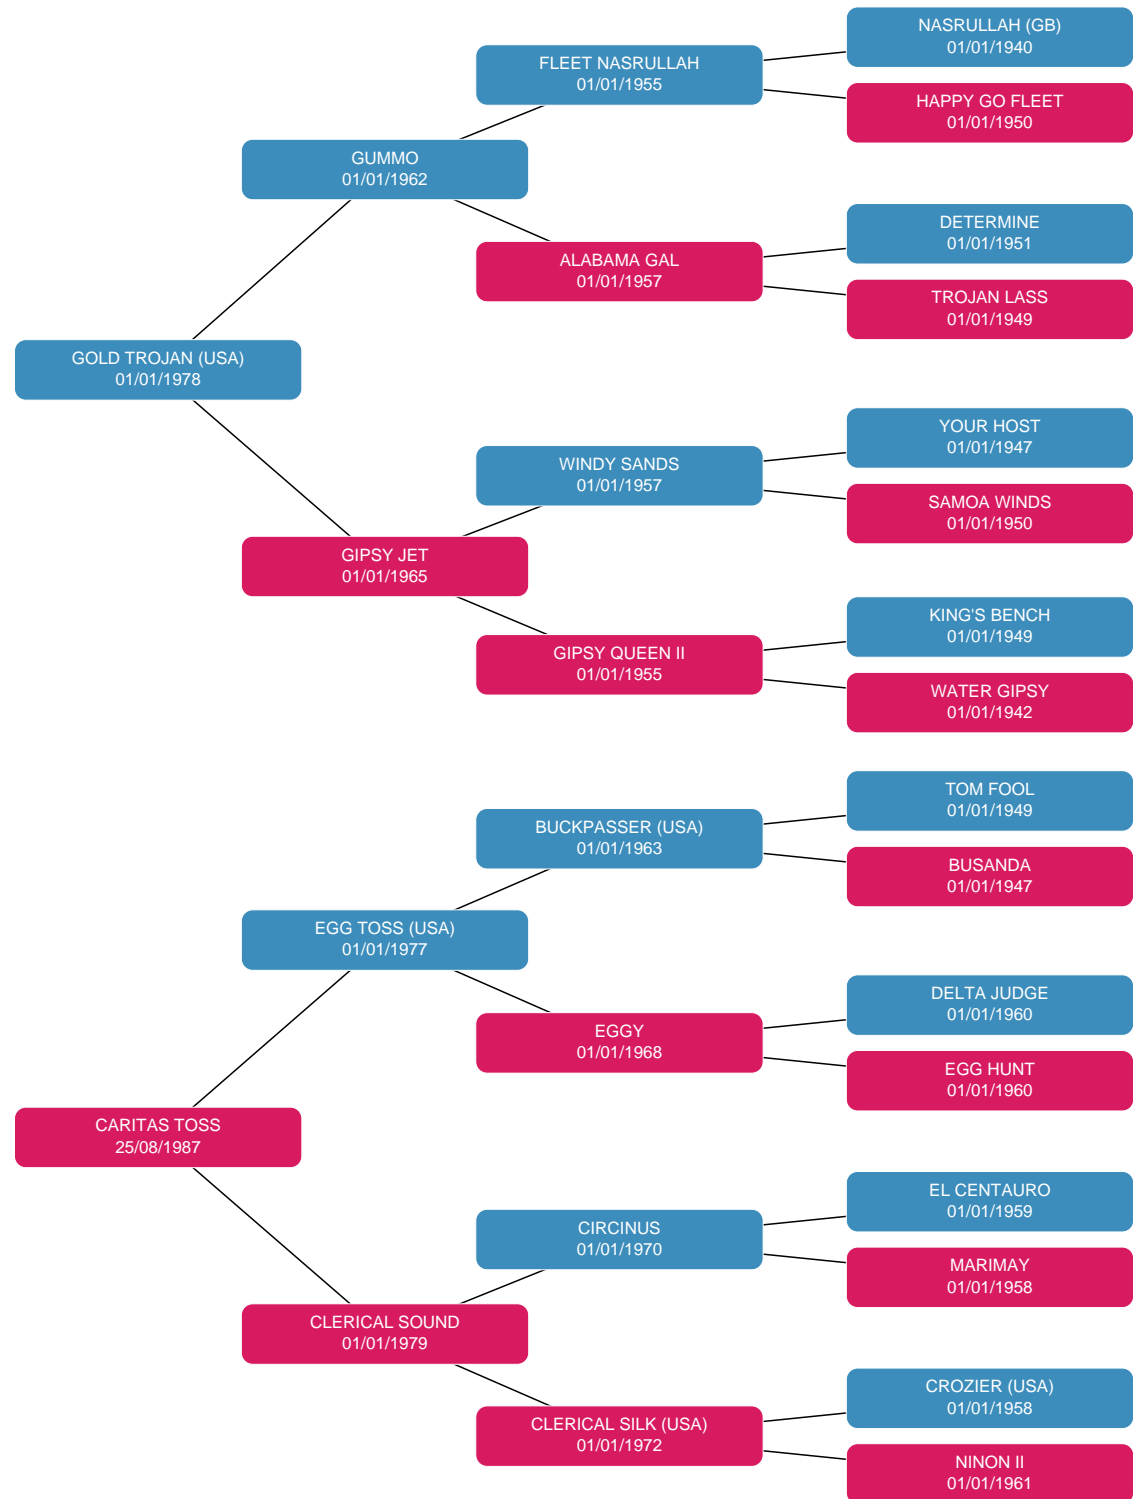 NASRULLAH (GB)
01/01/1940
FLEET NASRULLAH
01/01/1955
HAPPY GO FLEET
01/01/1950
GUMMO
01/01/1962
DETERMINE
01/01/1951
ALABAMA GAL
01/01/1957
TROJAN LASS
01/01/1949
GOLD TROJAN (USA)
01/01/1978
YOUR HOST
01/01/1947
WINDY SANDS
01/01/1957
SAMOA WINDS
01/01/1950
GIPSY JET
01/01/1965
KING'S BENCH
01/01/1949
GIPSY QUEEN II
01/01/1955
WATER GIPSY
01/01/1942
TOM FOOL
01/01/1949
BUCKPASSER (USA)
01/01/1963
BUSANDA
01/01/1947
EGG TOSS (USA)
01/01/1977
DELTA JUDGE
01/01/1960
EGGY
01/01/1968
EGG HUNT
01/01/1960
CARITAS TOSS
25/08/1987
EL CENTAURO
01/01/1959
CIRCINUS
01/01/1970
MARIMAY
01/01/1958
CLERICAL SOUND
01/01/1979
CROZIER (USA)
01/01/1958
CLERICAL SILK (USA)
01/01/1972
NINON II
01/01/1961